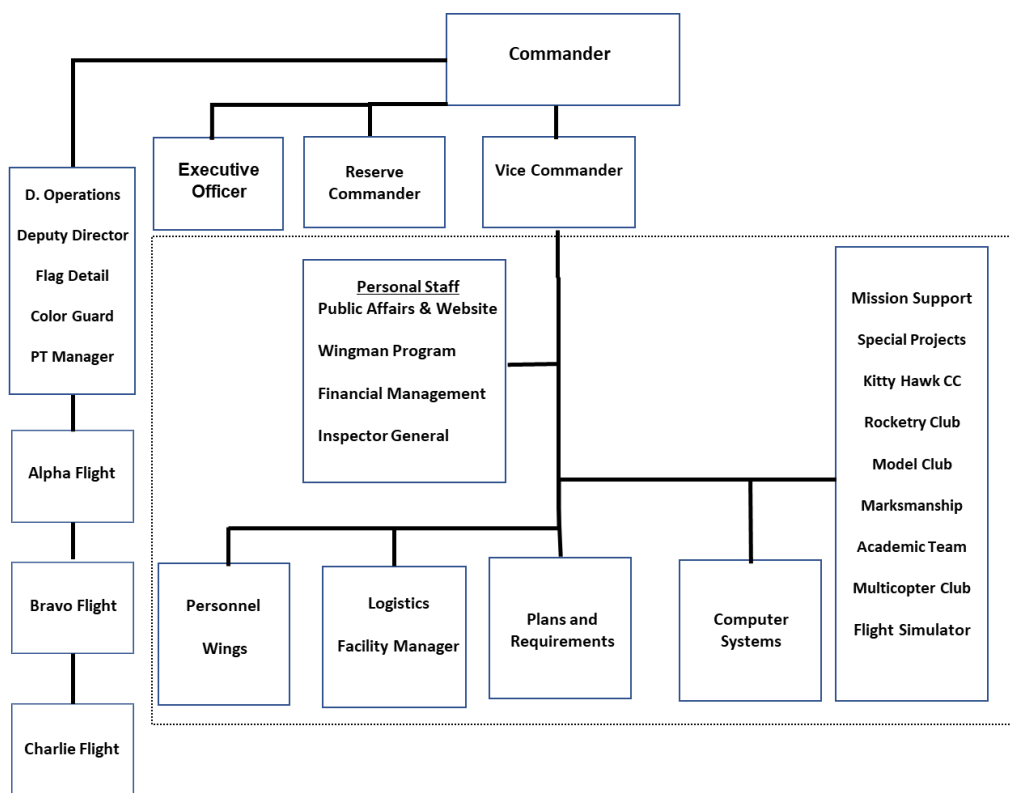 Commander
Executive
Officer
Reserve
Commander
Vice Commander
D. Operations
Deputy Director
Flag Detail
Color Guard
PT Manager
Personal Staff
Public Affairs & Website
Wingman Program
Financial Management
Inspector General
Mission Support
Special Projects
Kitty Hawk CC
Rocketry Club
Model Club
Marksmanship
Academic Team
Multicopter Club
Flight Simulator
Alpha Flight
Bravo Flight
Charlie Flight
Personnel
Wings
Logistics
Facility Manager
Plans and
Requirements
Computer
Systems